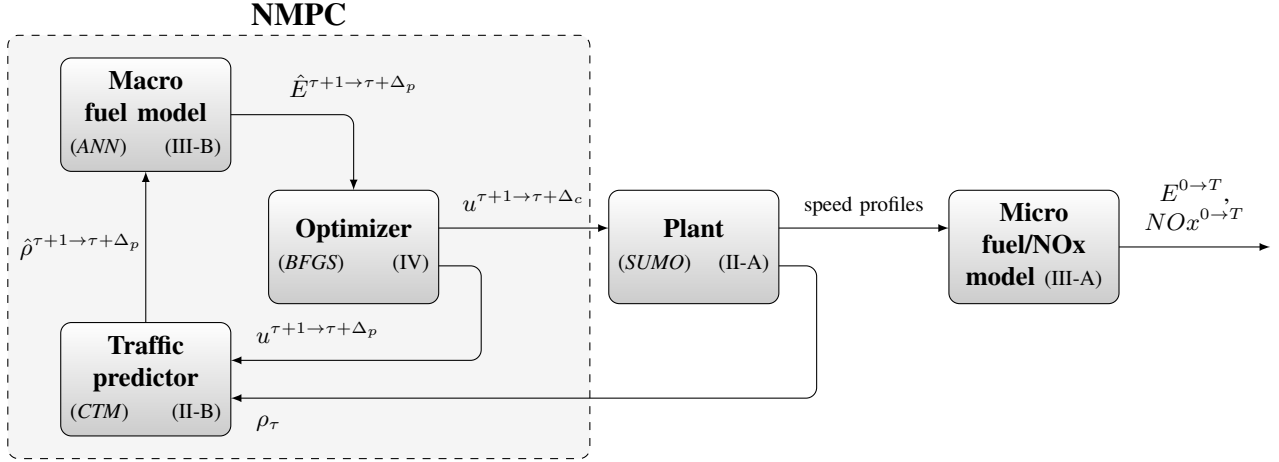 NMPC
Macro
fuel model
(ANN) (III-B)
Ê^{τ+1→τ+Δ_p}
Optimizer
(BFGS) (IV)
u^{τ+1→τ+Δ_c}
Plant
(SUMO) (II-A)
speed profiles
Micro
fuel/NOx
model (III-A)
E^{0→T},
NOx^{0→T}
ρ̂^{τ+1→τ+Δ_p}
u^{τ+1→τ+Δ_p}
Traffic
predictor
(CTM) (II-B)
ρ_τ